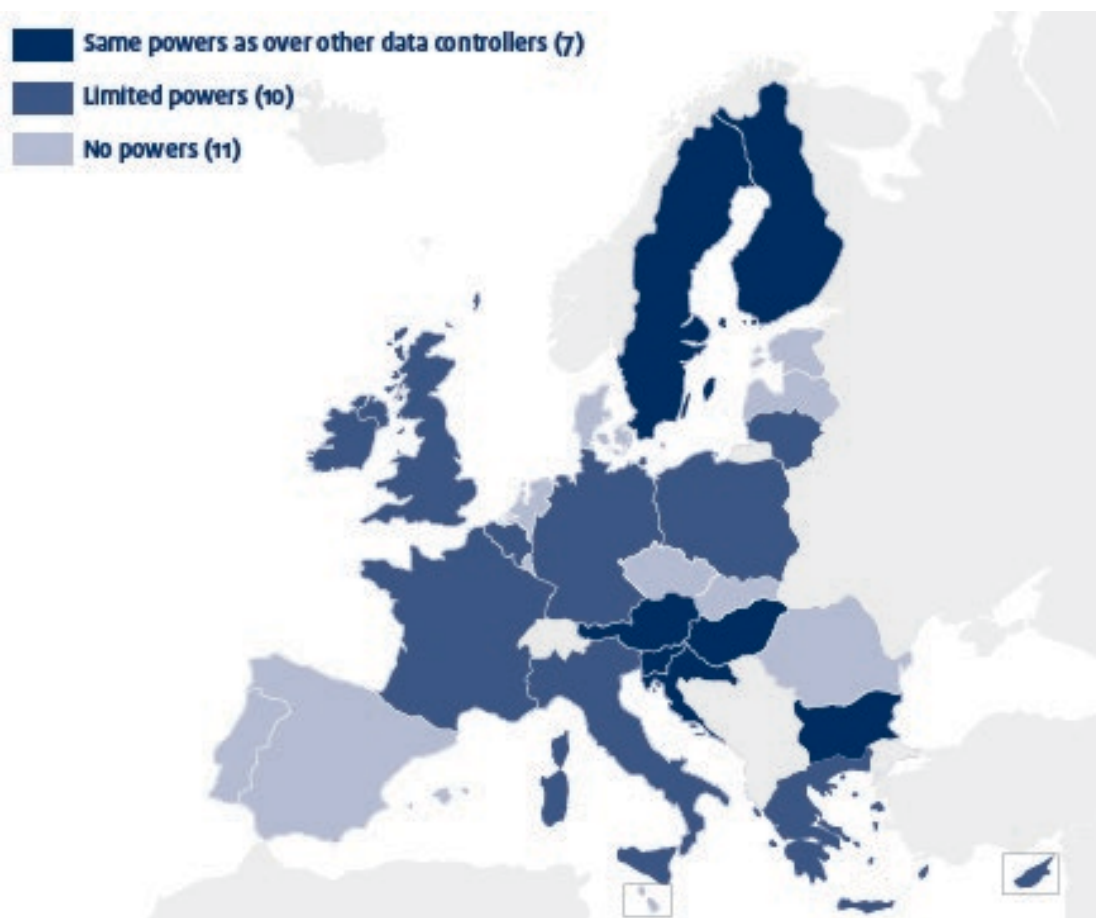 Same powers as over other data controllers (7)
Limited powers (10)
No powers (11)